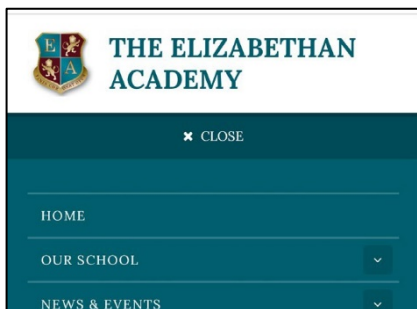 E A
THE ELIZABETHAN
ACADEMY
✖ CLOSE
HOME
OUR SCHOOL
NEWS & EVENTS